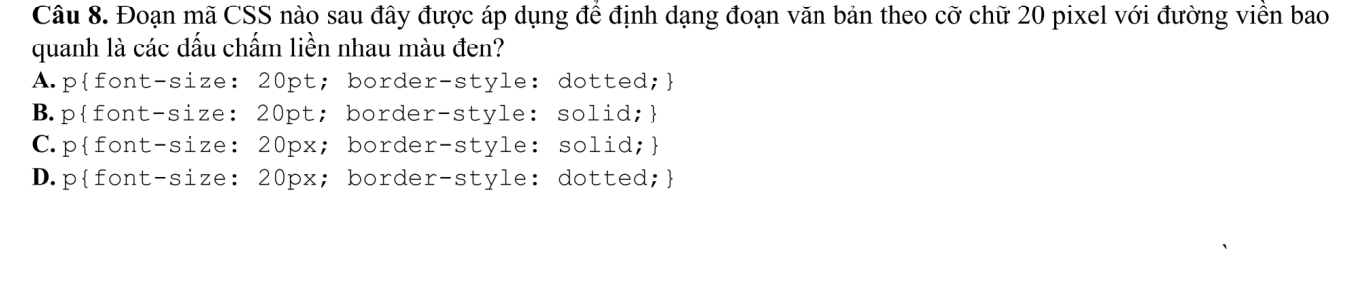 Câu 8. Đoạn mã CSS nào sau đây được áp dụng để định dạng đoạn văn bản theo cỡ chữ 20 pixel với đường viền bao
quanh là các dấu chấm liền nhau màu đen?
A. p{font-size: 20pt; border-style: dotted;}
B. p{font-size: 20pt; border-style: solid;}
C. p{font-size: 20px; border-style: solid;}
D. p{font-size: 20px; border-style: dotted;}